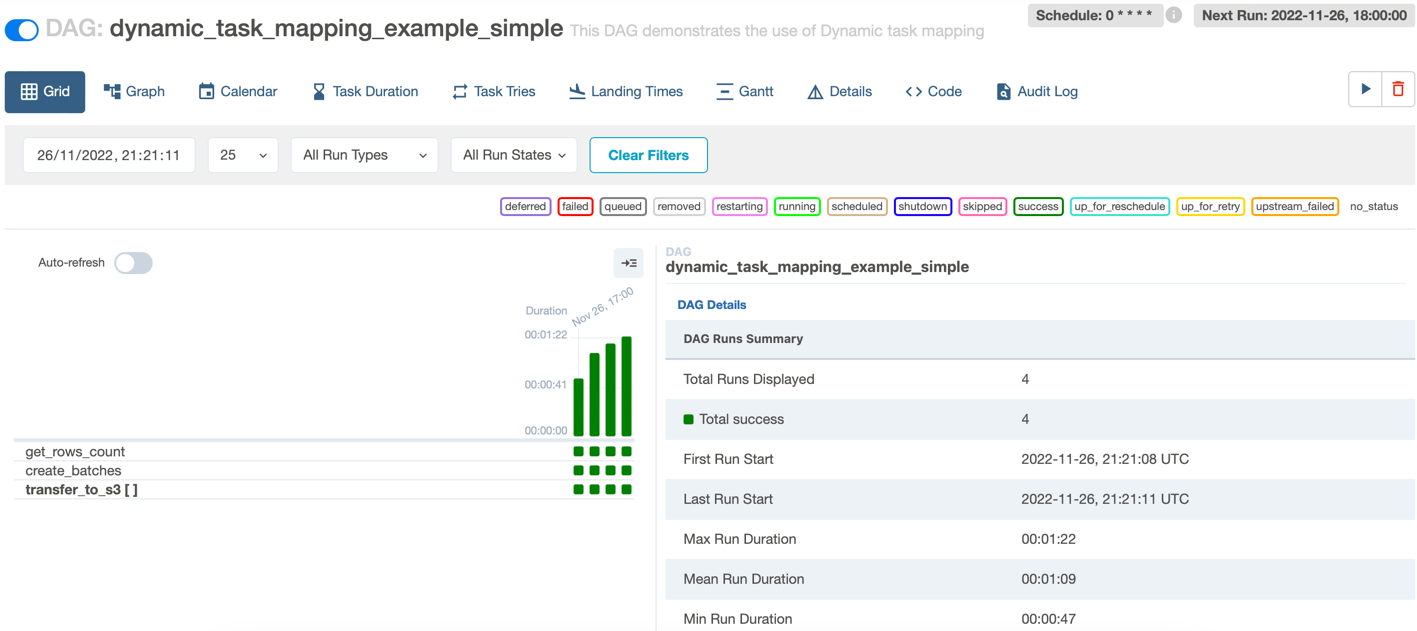 DAG: dynamic_task_mapping_example_simple This DAG demonstrates the use of Dynamic task mapping
Schedule: 0 * * * * i Next Run: 2022-11-26, 18:00:00
Grid Graph Calendar Task Duration Task Tries Landing Times Gantt Details Code Audit Log
26/11/2022, 21:21:11 25 All Run Types All Run States Clear Filters
deferred failed queued removed restarting running scheduled shutdown skipped success up_for_reschedule up_for_retry upstream_failed no_status
Auto-refresh
Duration
Nov 26, 17:00
00:01:22
00:00:41
00:00:00
get_rows_count
create_batches
transfer_to_s3 [ ]
DAG
dynamic_task_mapping_example_simple
DAG Details
DAG Runs Summary
Total Runs Displayed 4
Total success 4
First Run Start 2022-11-26, 21:21:08 UTC
Last Run Start 2022-11-26, 21:21:11 UTC
Max Run Duration 00:01:22
Mean Run Duration 00:01:09
Min Run Duration 00:00:47